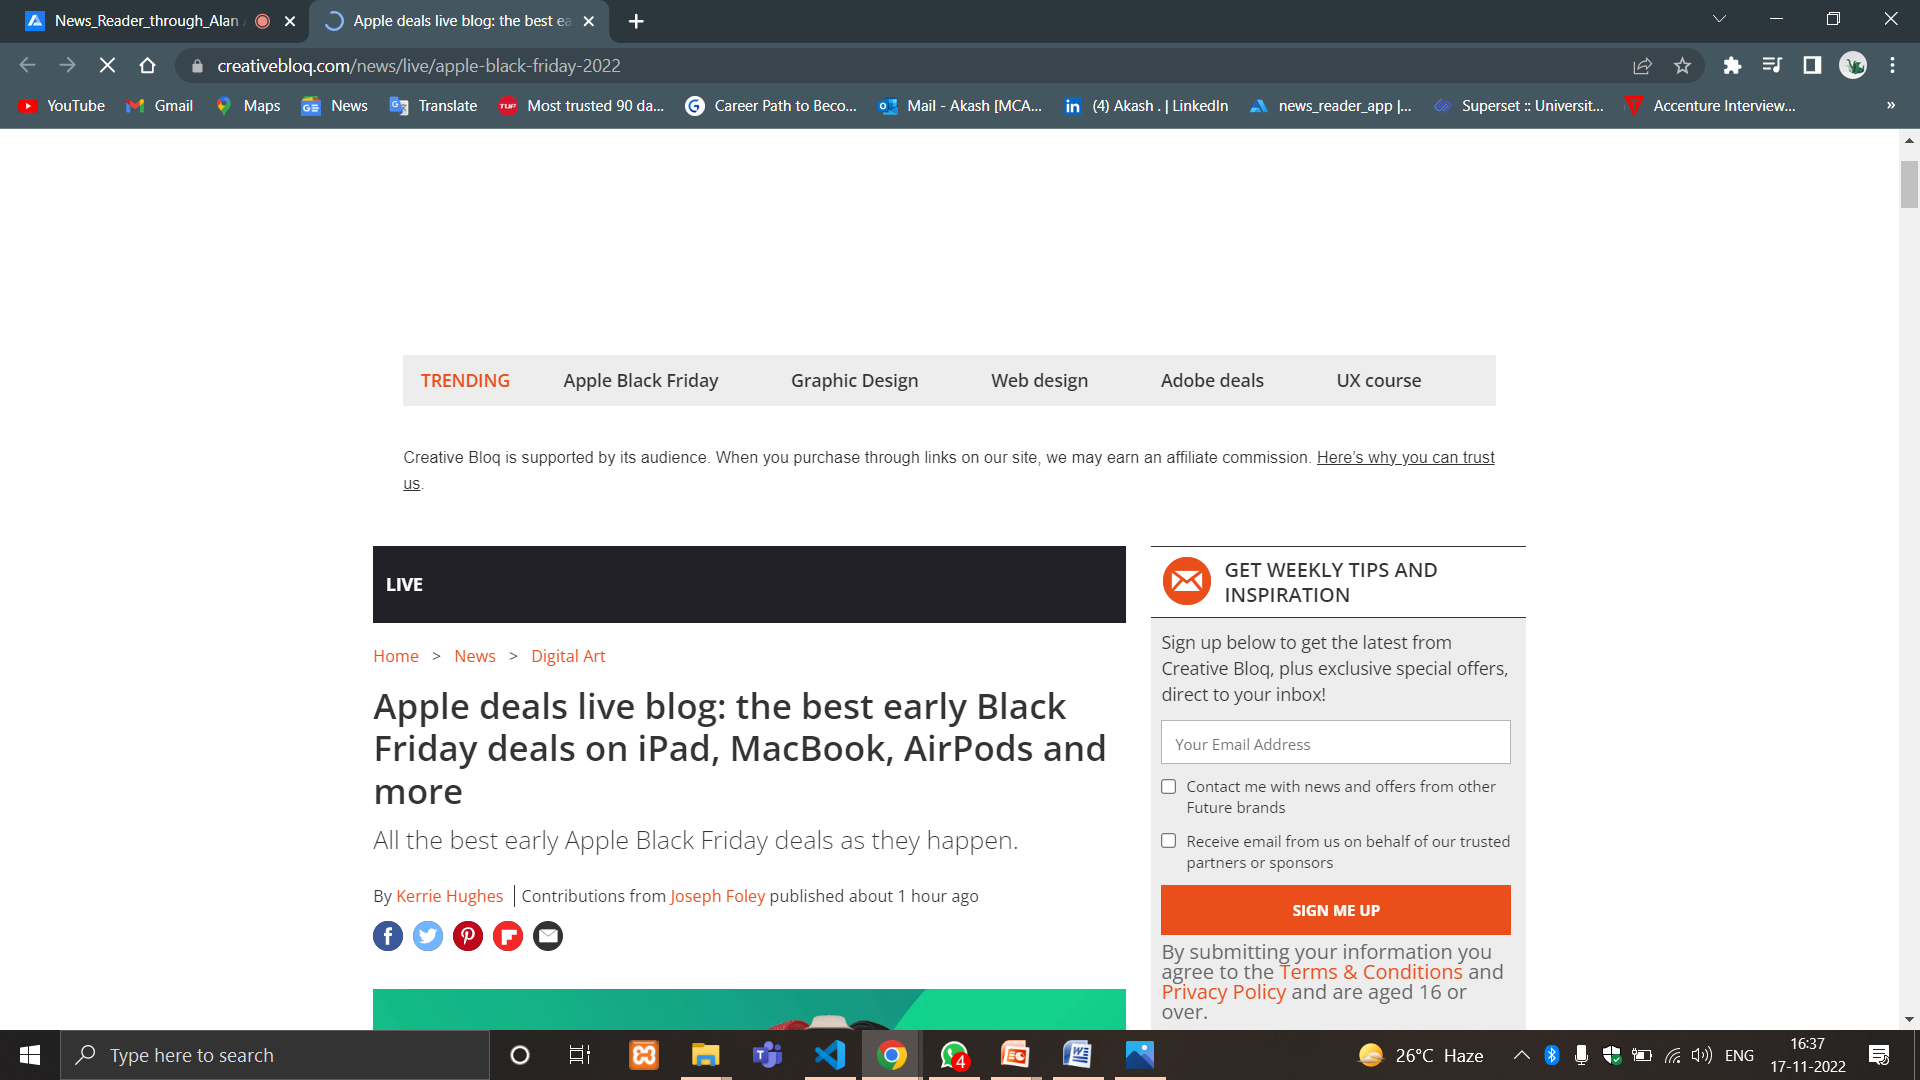 News_Reader_through_Alan
Apple deals live blog: the best ea
creativebloq.com/news/live/apple-black-friday-2022
YouTube
Gmail
Maps
News
Translate
TUP
Most trusted 90 da...
Career Path to Beco...
Mail - Akash [MCA...
in
(4) Akash . | LinkedIn
news_reader_app |...
Superset :: Universit...
Accenture Interview...
»
TRENDING Apple Black Friday Graphic Design Web design Adobe deals UX course
Creative Bloq is supported by its audience. When you purchase through links on our site, we may earn an affiliate commission. Here’s why you can trust
us.
LIVE
Home > News > Digital Art
Apple deals live blog: the best early Black
Friday deals on iPad, MacBook, AirPods and
more
All the best early Apple Black Friday deals as they happen.
By Kerrie Hughes | Contributions from Joseph Foley published about 1 hour ago
GET WEEKLY TIPS AND
INSPIRATION
Sign up below to get the latest from
Creative Bloq, plus exclusive special offers,
direct to your inbox!
Your Email Address
Contact me with news and offers from other
Future brands
Receive email from us on behalf of our trusted
partners or sponsors
SIGN ME UP
By submitting your information you
agree to the Terms & Conditions and
Privacy Policy and are aged 16 or
over.
Type here to search
4
26°C Haze
ENG
16:37
17-11-2022